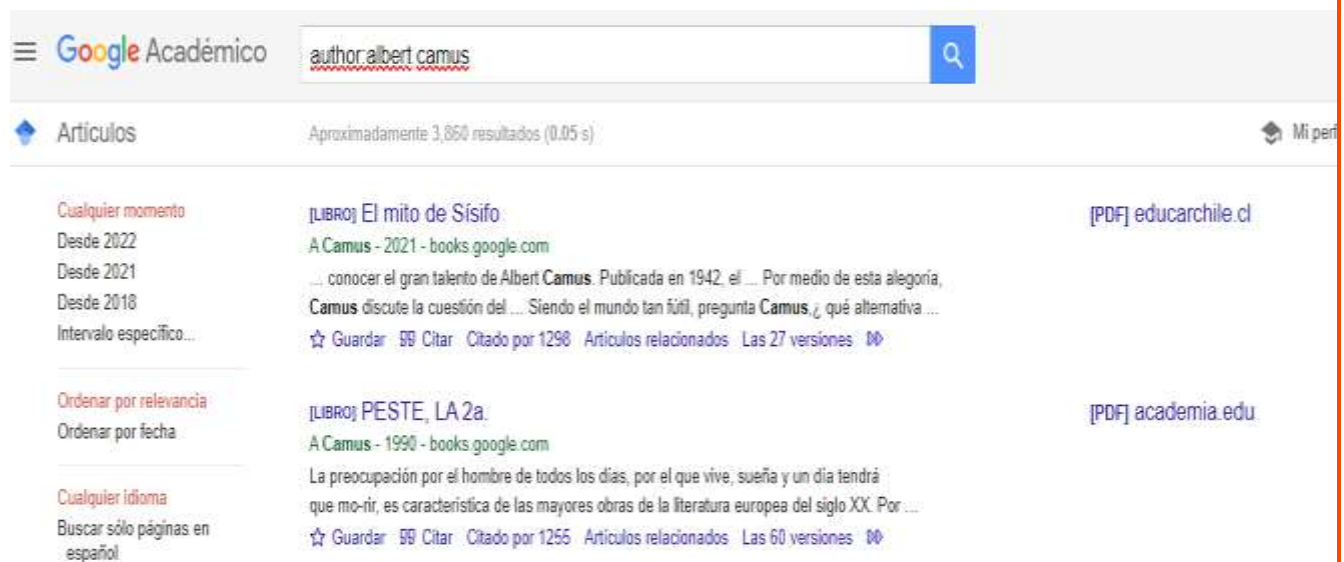 Google Académico
author:albert camus
Artículos
Aproximadamente 3,860 resultados (0.05 s)
Mi perf
Cualquier momento
Desde 2022
Desde 2021
Desde 2018
Intervalo específico...
Ordenar por relevancia
Ordenar por fecha
Cualquier idioma
Buscar sólo páginas en
español
[LIBRO] El mito de Sísifo
A Camus - 2021 - books.google.com
... conocer el gran talento de Albert Camus. Publicada en 1942, el ... Por medio de esta alegoría,
Camus discute la cuestión del ... Siendo el mundo tan fútil, pregunta Camus,¿ qué alternativa ...
Guardar Citar Citado por 1298 Artículos relacionados Las 27 versiones
[PDF] educarchile.cl
[LIBRO] PESTE, LA 2a.
A Camus - 1990 - books.google.com
La preocupación por el hombre de todos los días, por el que vive, sueña y un día tendrá
que mo-rir, es característica de las mayores obras de la literatura europea del siglo XX. Por ...
Guardar Citar Citado por 1255 Artículos relacionados Las 60 versiones
[PDF] academia.edu